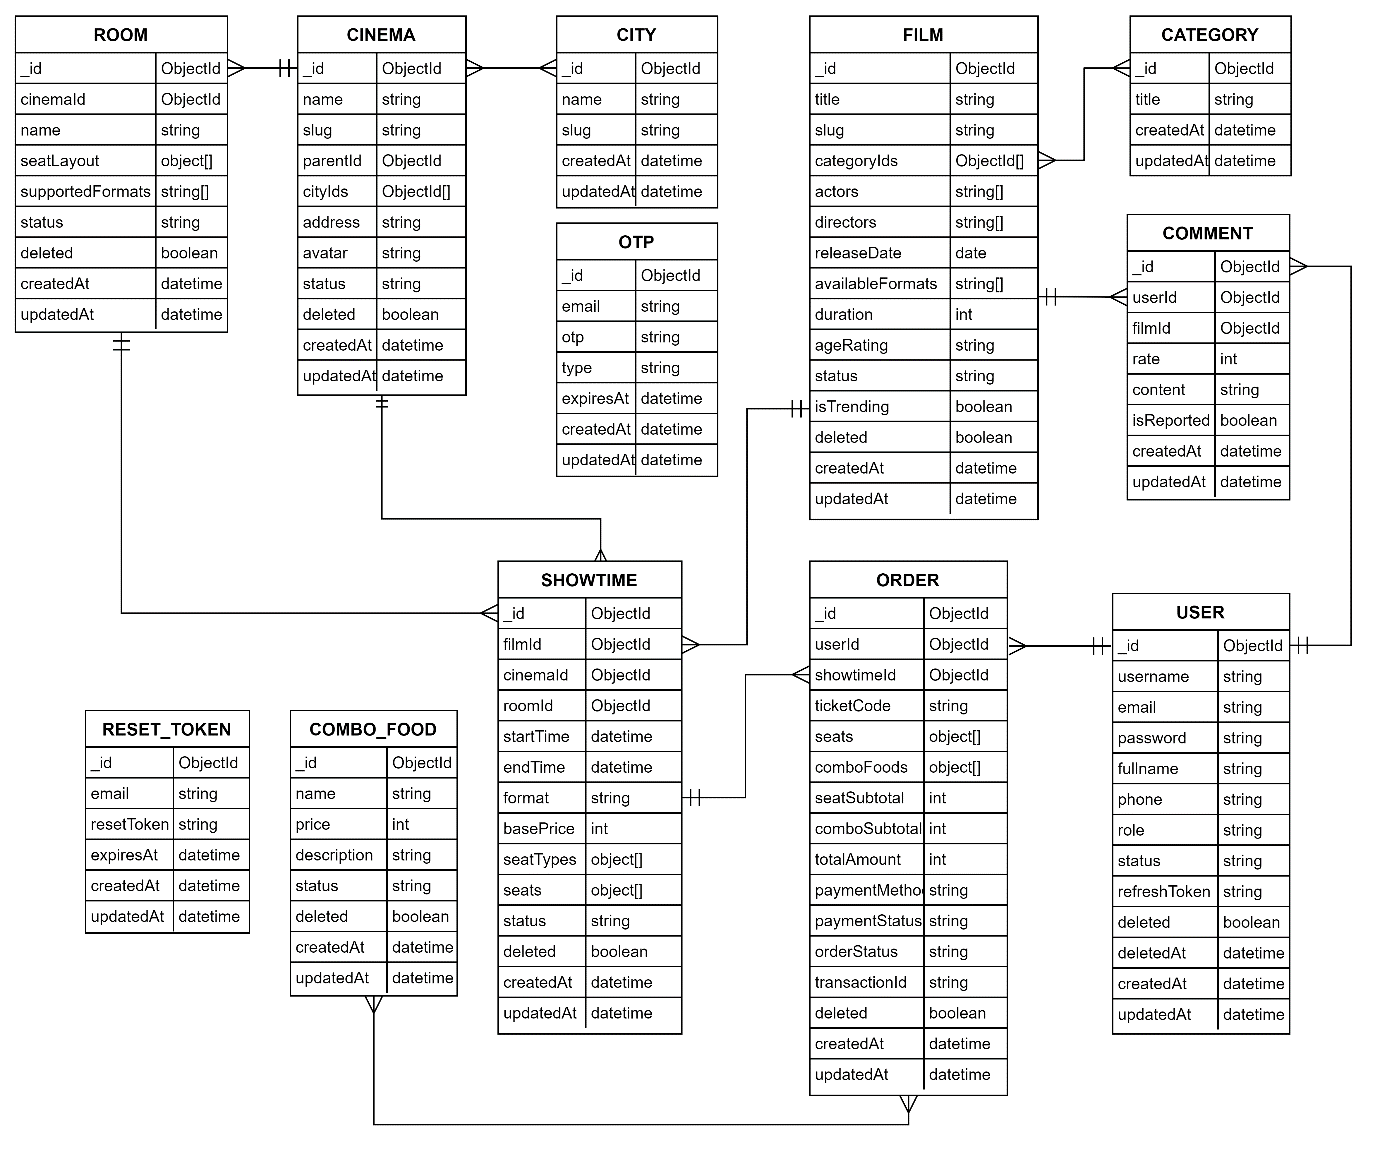 ROOM
_id ObjectId
cinemaId ObjectId
name string
seatLayout object[]
supportedFormats string[]
status string
deleted boolean
createdAt datetime
updatedAt datetime
CINEMA
_id ObjectId
name string
slug string
parentId ObjectId
cityIds ObjectId[]
address string
avatar string
status string
deleted boolean
createdAt datetime
updatedAt datetime
CITY
_id ObjectId
name string
slug string
createdAt datetime
updatedAt datetime
OTP
_id ObjectId
email string
otp string
type string
expiresAt datetime
createdAt datetime
updatedAt datetime
FILM
_id ObjectId
title string
slug string
categoryIds ObjectId[]
actors string[]
directors string[]
releaseDate date
availableFormats string[]
duration int
ageRating string
status string
isTrending boolean
deleted boolean
createdAt datetime
updatedAt datetime
CATEGORY
_id ObjectId
title string
createdAt datetime
updatedAt datetime
COMMENT
_id ObjectId
userId ObjectId
filmId ObjectId
rate int
content string
isReported boolean
createdAt datetime
updatedAt datetime
RESET_TOKEN
_id ObjectId
email string
resetToken string
expiresAt datetime
createdAt datetime
updatedAt datetime
COMBO_FOOD
_id ObjectId
name string
price int
description string
status string
deleted boolean
createdAt datetime
updatedAt datetime
SHOWTIME
_id ObjectId
filmId ObjectId
cinemaId ObjectId
roomId ObjectId
startTime datetime
endTime datetime
format string
basePrice int
seatTypes object[]
seats object[]
status string
deleted boolean
createdAt datetime
updatedAt datetime
ORDER
_id ObjectId
userId ObjectId
showtimeId ObjectId
ticketCode string
seats object[]
comboFoods object[]
seatSubtotal int
comboSubtotal int
totalAmount int
paymentMetho string
paymentStatus string
orderStatus string
transactionId string
deleted boolean
createdAt datetime
updatedAt datetime
USER
_id ObjectId
username string
email string
password string
fullname string
phone string
role string
status string
refreshToken string
deleted boolean
deletedAt datetime
createdAt datetime
updatedAt datetime